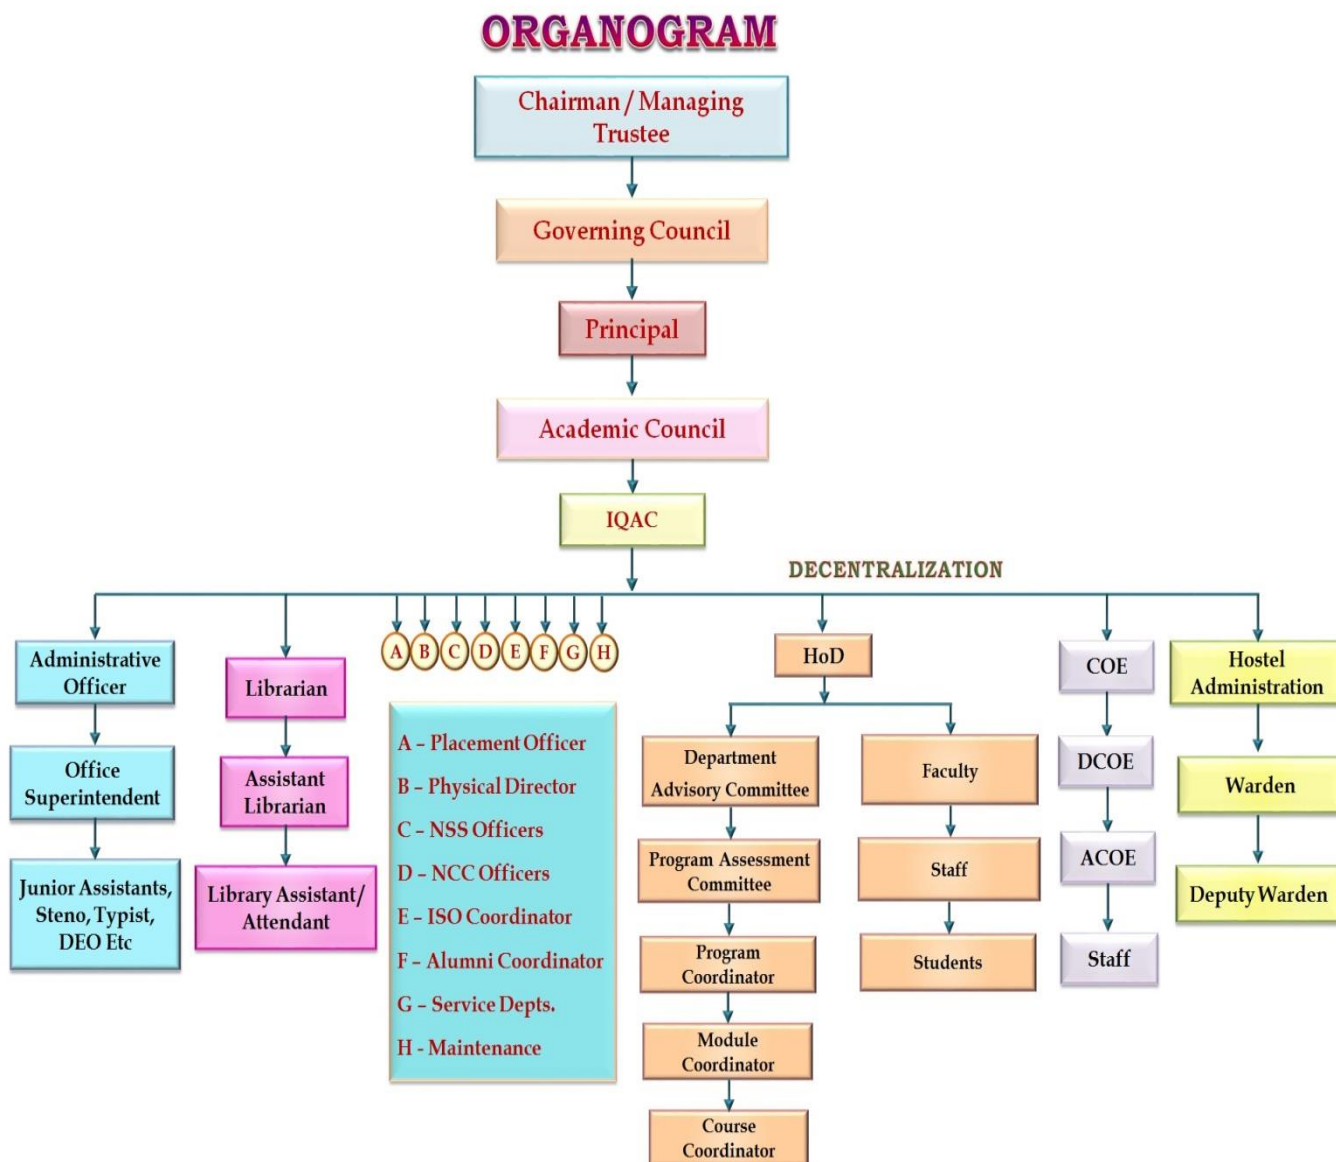 ORGANOGRAM
Chairman / Managing
Trustee
Governing Council
Principal
Academic Council
IQAC
DECENTRALIZATION
Administrative
Officer
Office
Superintendent
Junior Assistants,
Steno, Typist,
DEO Etc
Librarian
Assistant
Librarian
Library Assistant/
Attendant
A
B
C
D
E
F
G
H
A – Placement Officer
B – Physical Director
C – NSS Officers
D – NCC Officers
E – ISO Coordinator
F – Alumni Coordinator
G – Service Depts.
H - Maintenance
HoD
Department
Advisory Committee
Program Assessment
Committee
Program
Coordinator
Module
Coordinator
Course
Coordinator
Faculty
Staff
Students
COE
DCOE
ACOE
Staff
Hostel
Administration
Warden
Deputy Warden